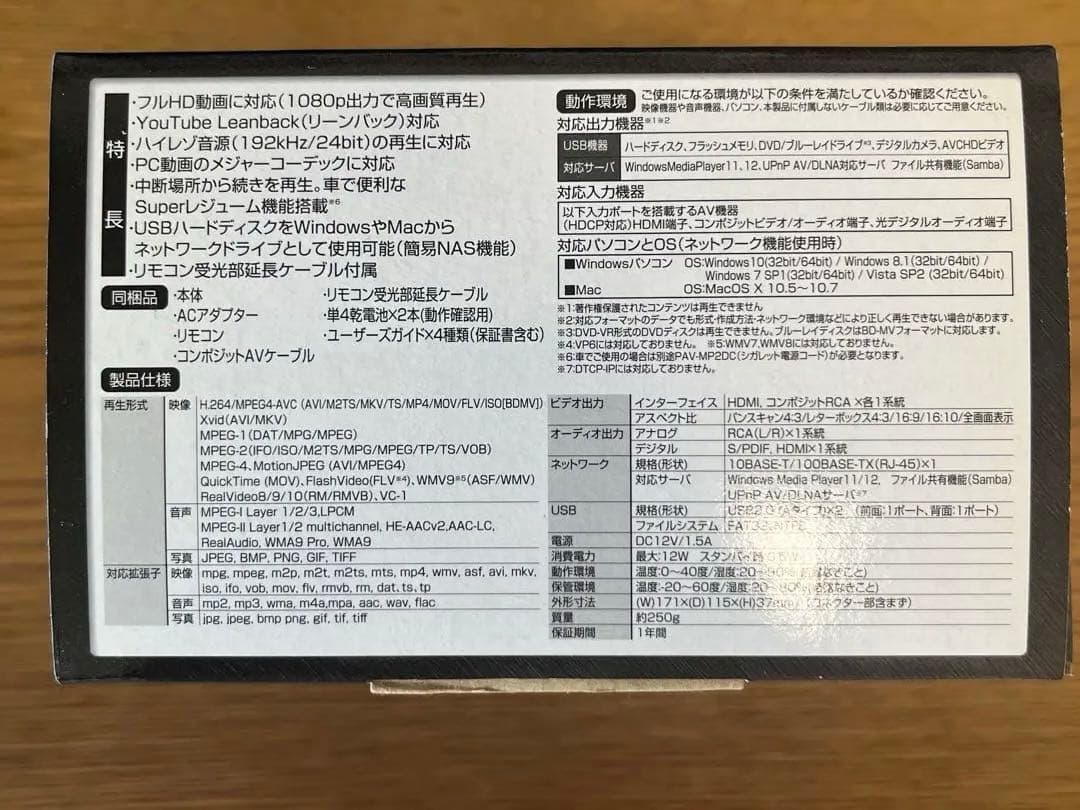 特長
・フルHD動画に対応(1080p出力で高画質再生)
・YouTube Leanback(リーンバック)対応
・ハイレゾ音源(192kHz/24bit)の再生に対応
・PC動画のメジャーコーデックに対応
・中断場所から続きを再生。車で便利な
Superレジューム機能搭載※6
・USBハードディスクをWindowsやMacから
ネットワークドライブとして使用可能(簡易NAS機能)
・リモコン受光部延長ケーブル付属
同梱品
・本体
・ACアダプター
・リモコン
・コンポジットAVケーブル
・リモコン受光部延長ケーブル
・単4乾電池×2本(動作確認用)
・ユーザーズガイド×4種類(保証書含む)
動作環境 ご使用になる環境が以下の条件を満たしているか確認ください。
映像機器や音声機器、パソコン、本製品に付属しないケーブル類は必要に応じてご用意ください。
対応出力機器※1※2
USB機器 ハードディスク、フラッシュメモリ、DVD/ブルーレイドライブ※3、デジタルカメラ、AVCHDビデオ
対応サーバ WindowsMediaPlayer11、12、UPnP AV/DLNA対応サーバ ファイル共有機能(Samba)
対応入力機器
以下入力ポートを搭載するAV機器
(HDCP対応)HDMI端子、コンポジットビデオ/オーディオ端子、光デジタルオーディオ端子
対応パソコンとOS(ネットワーク機能使用時)
■Windowsパソコン OS:Windows10(32bit/64bit) / Windows 8.1(32bit/64bit) /
Windows 7 SP1(32bit/64bit) / Vista SP2 (32bit/64bit)
■Mac OS:MacOS X 10.5~10.7
※1:著作権保護されたコンテンツは再生できません
※2:対応フォーマットのデータでも形式・作成方法・ネットワーク環境などにより正しく再生できない場合があります。
※3:DVD-VR形式のDVDディスクは再生できません。ブルーレイディスクはBD-MVフォーマットに対応します。
※4:VP6には対応しておりません。 ※5:WMV7、WMV8には対応しておりません。
※6:車でご使用の場合は別途PAV-MP2DC(シガレット電源コード)が必要となります。
※7:DTCP-IPには対応しておりません。
製品仕様
再生形式 映像 H.264/MPEG4-AVC (AVI/M2TS/MKV/TS/MP4/MOV/FLV/ISO[BDMV])
Xvid(AVI/MKV)
MPEG-1 (DAT/MPG/MPEG)
MPEG-2 (IFO/ISO/M2TS/MPG/MPEG/TP/TS/VOB)
MPEG-4、MotionJPEG (AVI/MPEG4)
QuickTime (MOV)、FlashVideo(FLV※4)、WMV9※5(ASF/WMV)
RealVideo8/9/10(RM/RMVB)、VC-1
音声 MPEG-I Layer 1/2/3,LPCM
MPEG-II Layer1/2 multichannel, HE-AACv2,AAC-LC,
RealAudio, WMA9 Pro, WMA9
写真 JPEG, BMP, PNG, GIF, TIFF
対応拡張子 映像 mpg, mpeg, m2p, m2t, m2ts, mts, mp4, wmv, asf, avi, mkv,
iso, ifo, vob, mov, flv, rmvb, rm, dat, ts, tp
音声 mp2, mp3, wma, m4a,mpa, aac, wav, flac
写真 jpg, jpeg, bmp png, gif, tif, tiff
ビデオ出力 インターフェイス HDMI, コンポジットRCA ×各1系統
アスペクト比 パンスキャン4:3/レターボックス4:3/16:9/16:10/全画面表示
オーディオ出力 アナログ RCA(L/R)×1系統
デジタル S/PDIF, HDMI×1系統
ネットワーク 規格(形状) 10BASE-T/100BASE-TX(RJ-45)×1
対応サーバ Windows Media Player11/12、ファイル共有機能(Samba)
UPnP AV/DLNAサーバ※7
USB 規格(形状) USB2.0 (Aタイプ)×2 (前面:1ポート、背面:1ポート)
ファイルシステム FAT32、NTFS
電源 DC12V/1.5A
消費電力 最大:12W スタンバイ時
動作環境 温度:0~40度/湿度:20~90%
保管環境 温度:-20~60度/湿度:20~
外形寸法 (W)171×(D)115×(H)37mm (コネクター部含まず)
質量 約250g
保証期間 1年間